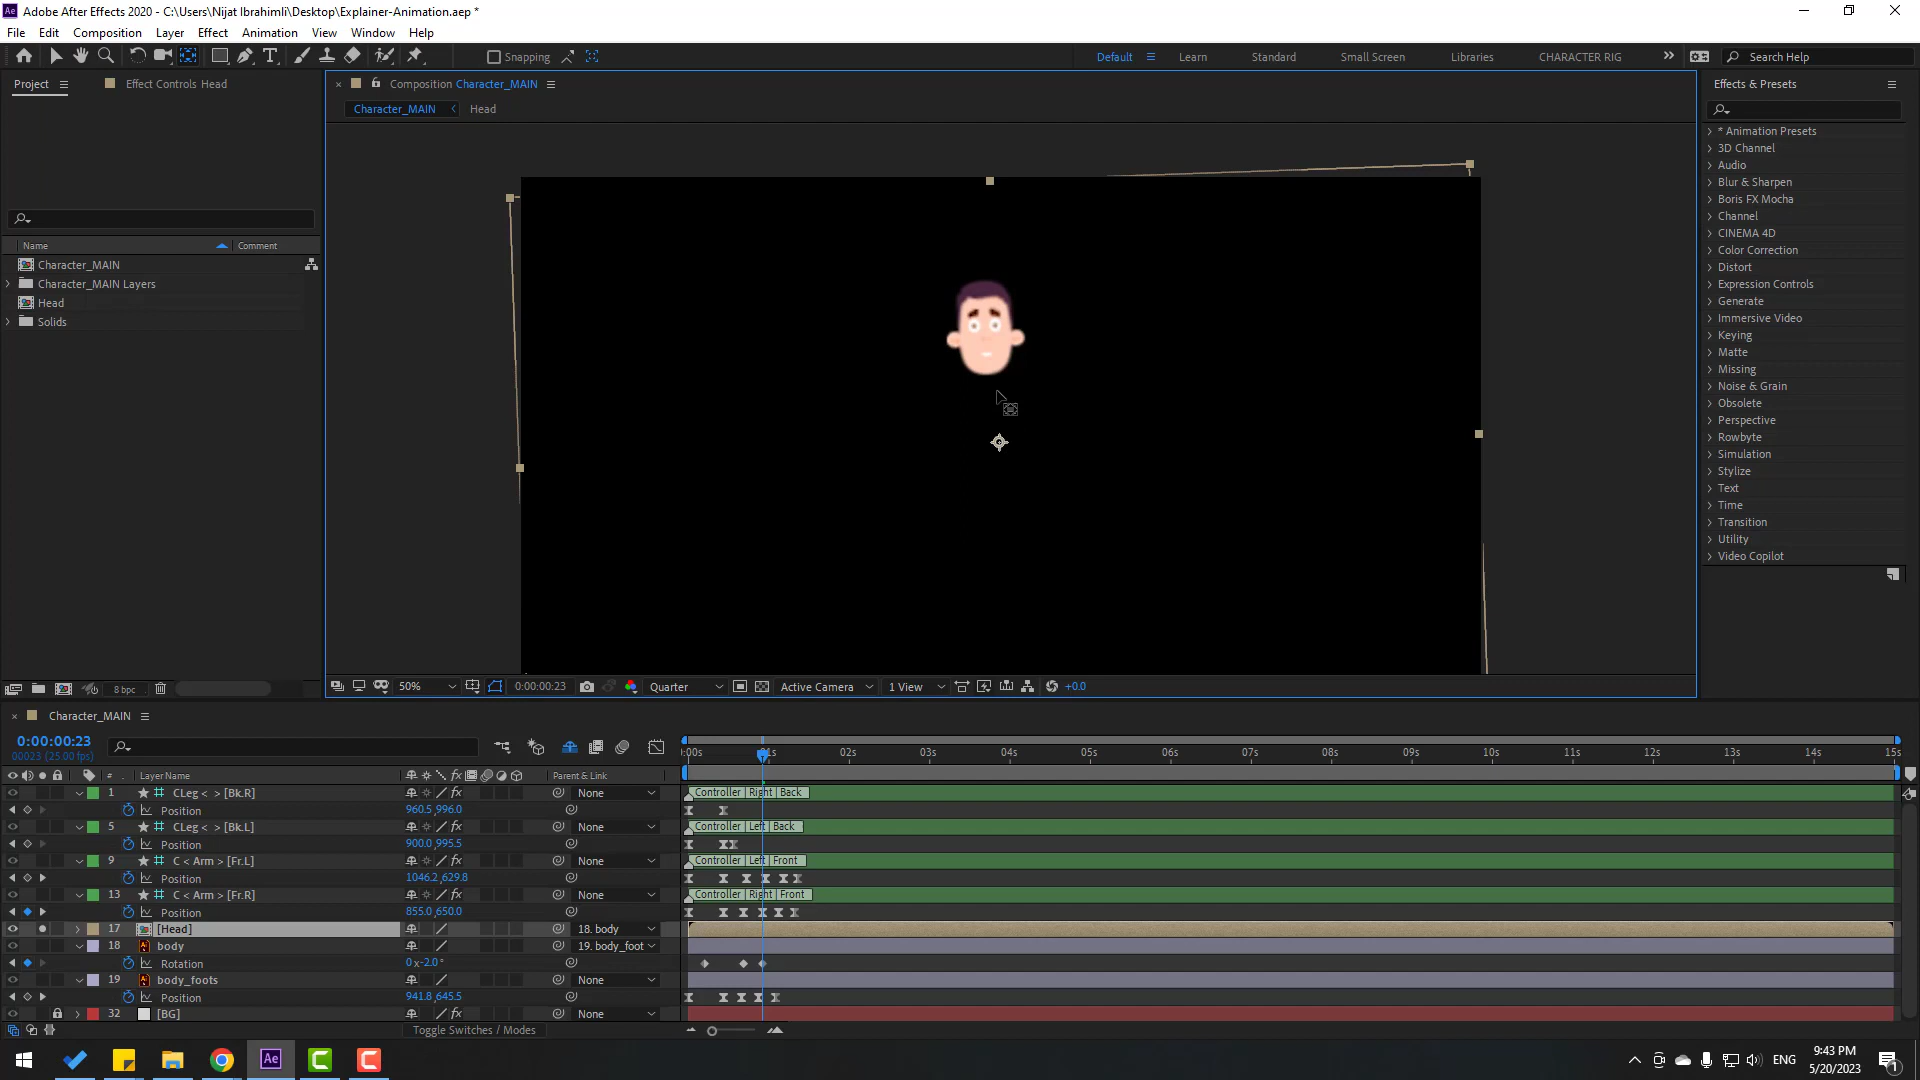 Adobe After Effects 2020 - C:\Users\Nijat Ibrahimli\Desktop\Explainer-Animation.aep *
File Edit Composition Layer Effect Animation View Window Help
Snapping Default Learn Standard Small Screen Libraries CHARACTER RIG Search Help
Project Effect Controls Head
Composition Character_MAIN
Character_MAIN Head
Name Comment
Character_MAIN
Character_MAIN Layers
Head
Solids
8 bpc
50% 0:00:00:23 Quarter Active Camera 1 View +0.0
Effects & Presets
* Animation Presets
3D Channel
Audio
Blur & Sharpen
Boris FX Mocha
Channel
CINEMA 4D
Color Correction
Distort
Expression Controls
Generate
Immersive Video
Keying
Matte
Missing
Noise & Grain
Obsolete
Perspective
Rowbyte
Simulation
Stylize
Text
Time
Transition
Utility
Video Copilot
Character_MAIN
0:00:00:23
00023 (25.00 fps)
:00s 01s 02s 03s 04s 05s 06s 07s 08s 09s 10s 11s 12s 13s 14s 15s
# Layer Name Parent & Link
1 CLeg < > [Bk.R] None Controller | Right | Back
Position 960.5,996.0
5 CLeg < > [Bk.L] None Controller | Left | Back
Position 900.0,995.5
9 C < Arm > [Fr.L] None Controller | Left | Front
Position 1046.2,629.8
13 C < Arm > [Fr.R] None Controller | Right | Front
Position 855.0,650.0
17 [Head] 18. body
18 body 19. body_foot
Rotation 0x-2.0°
19 body_foots
Position 941.8,645.5
32 [BG] None
Toggle Switches / Modes
ENG 9:43 PM
5/20/2023
1